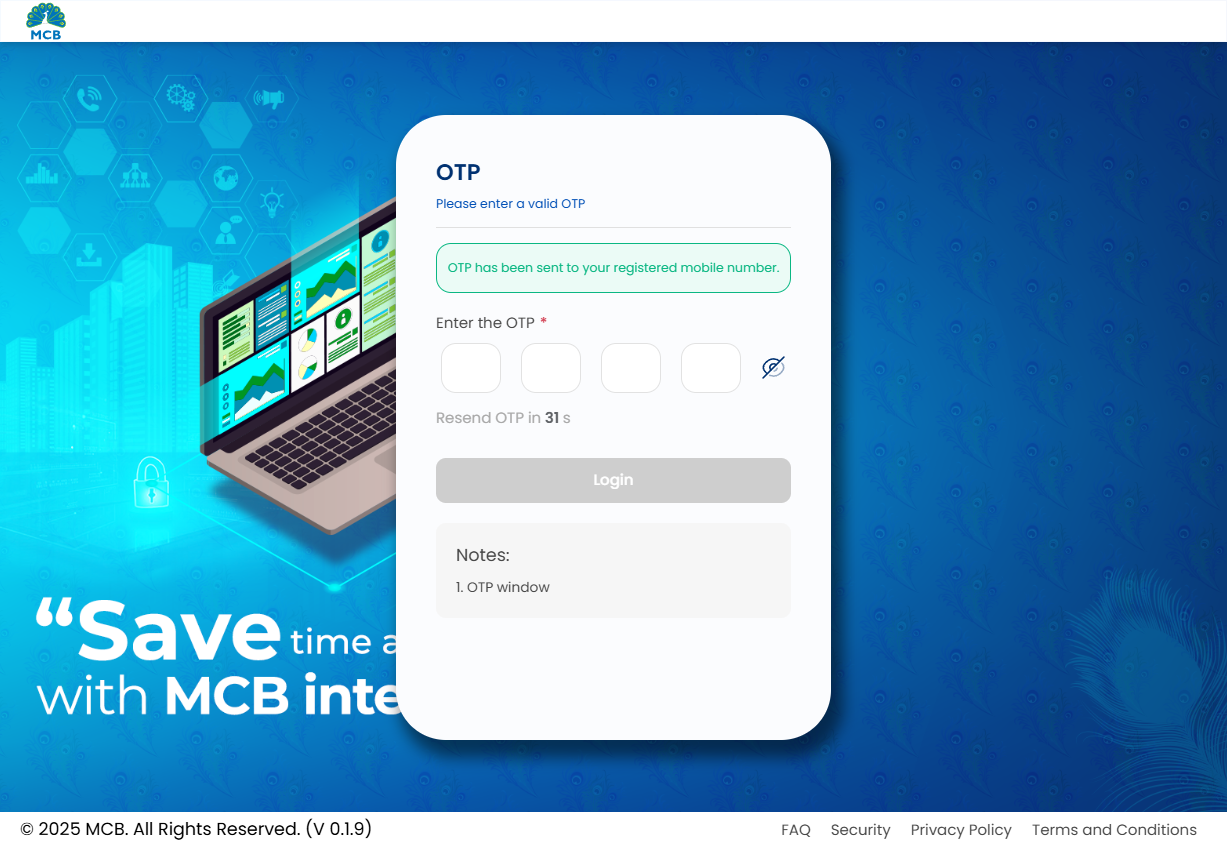 MCB
OTP
Please enter a valid OTP
OTP has been sent to your registered mobile number.
Enter the OTP *
Resend OTP in 31 s
Login
Notes:
1. OTP window
“Save time a
with MCB inte
© 2025 MCB. All Rights Reserved. (V 0.1.9)
FAQ Security Privacy Policy Terms and Conditions